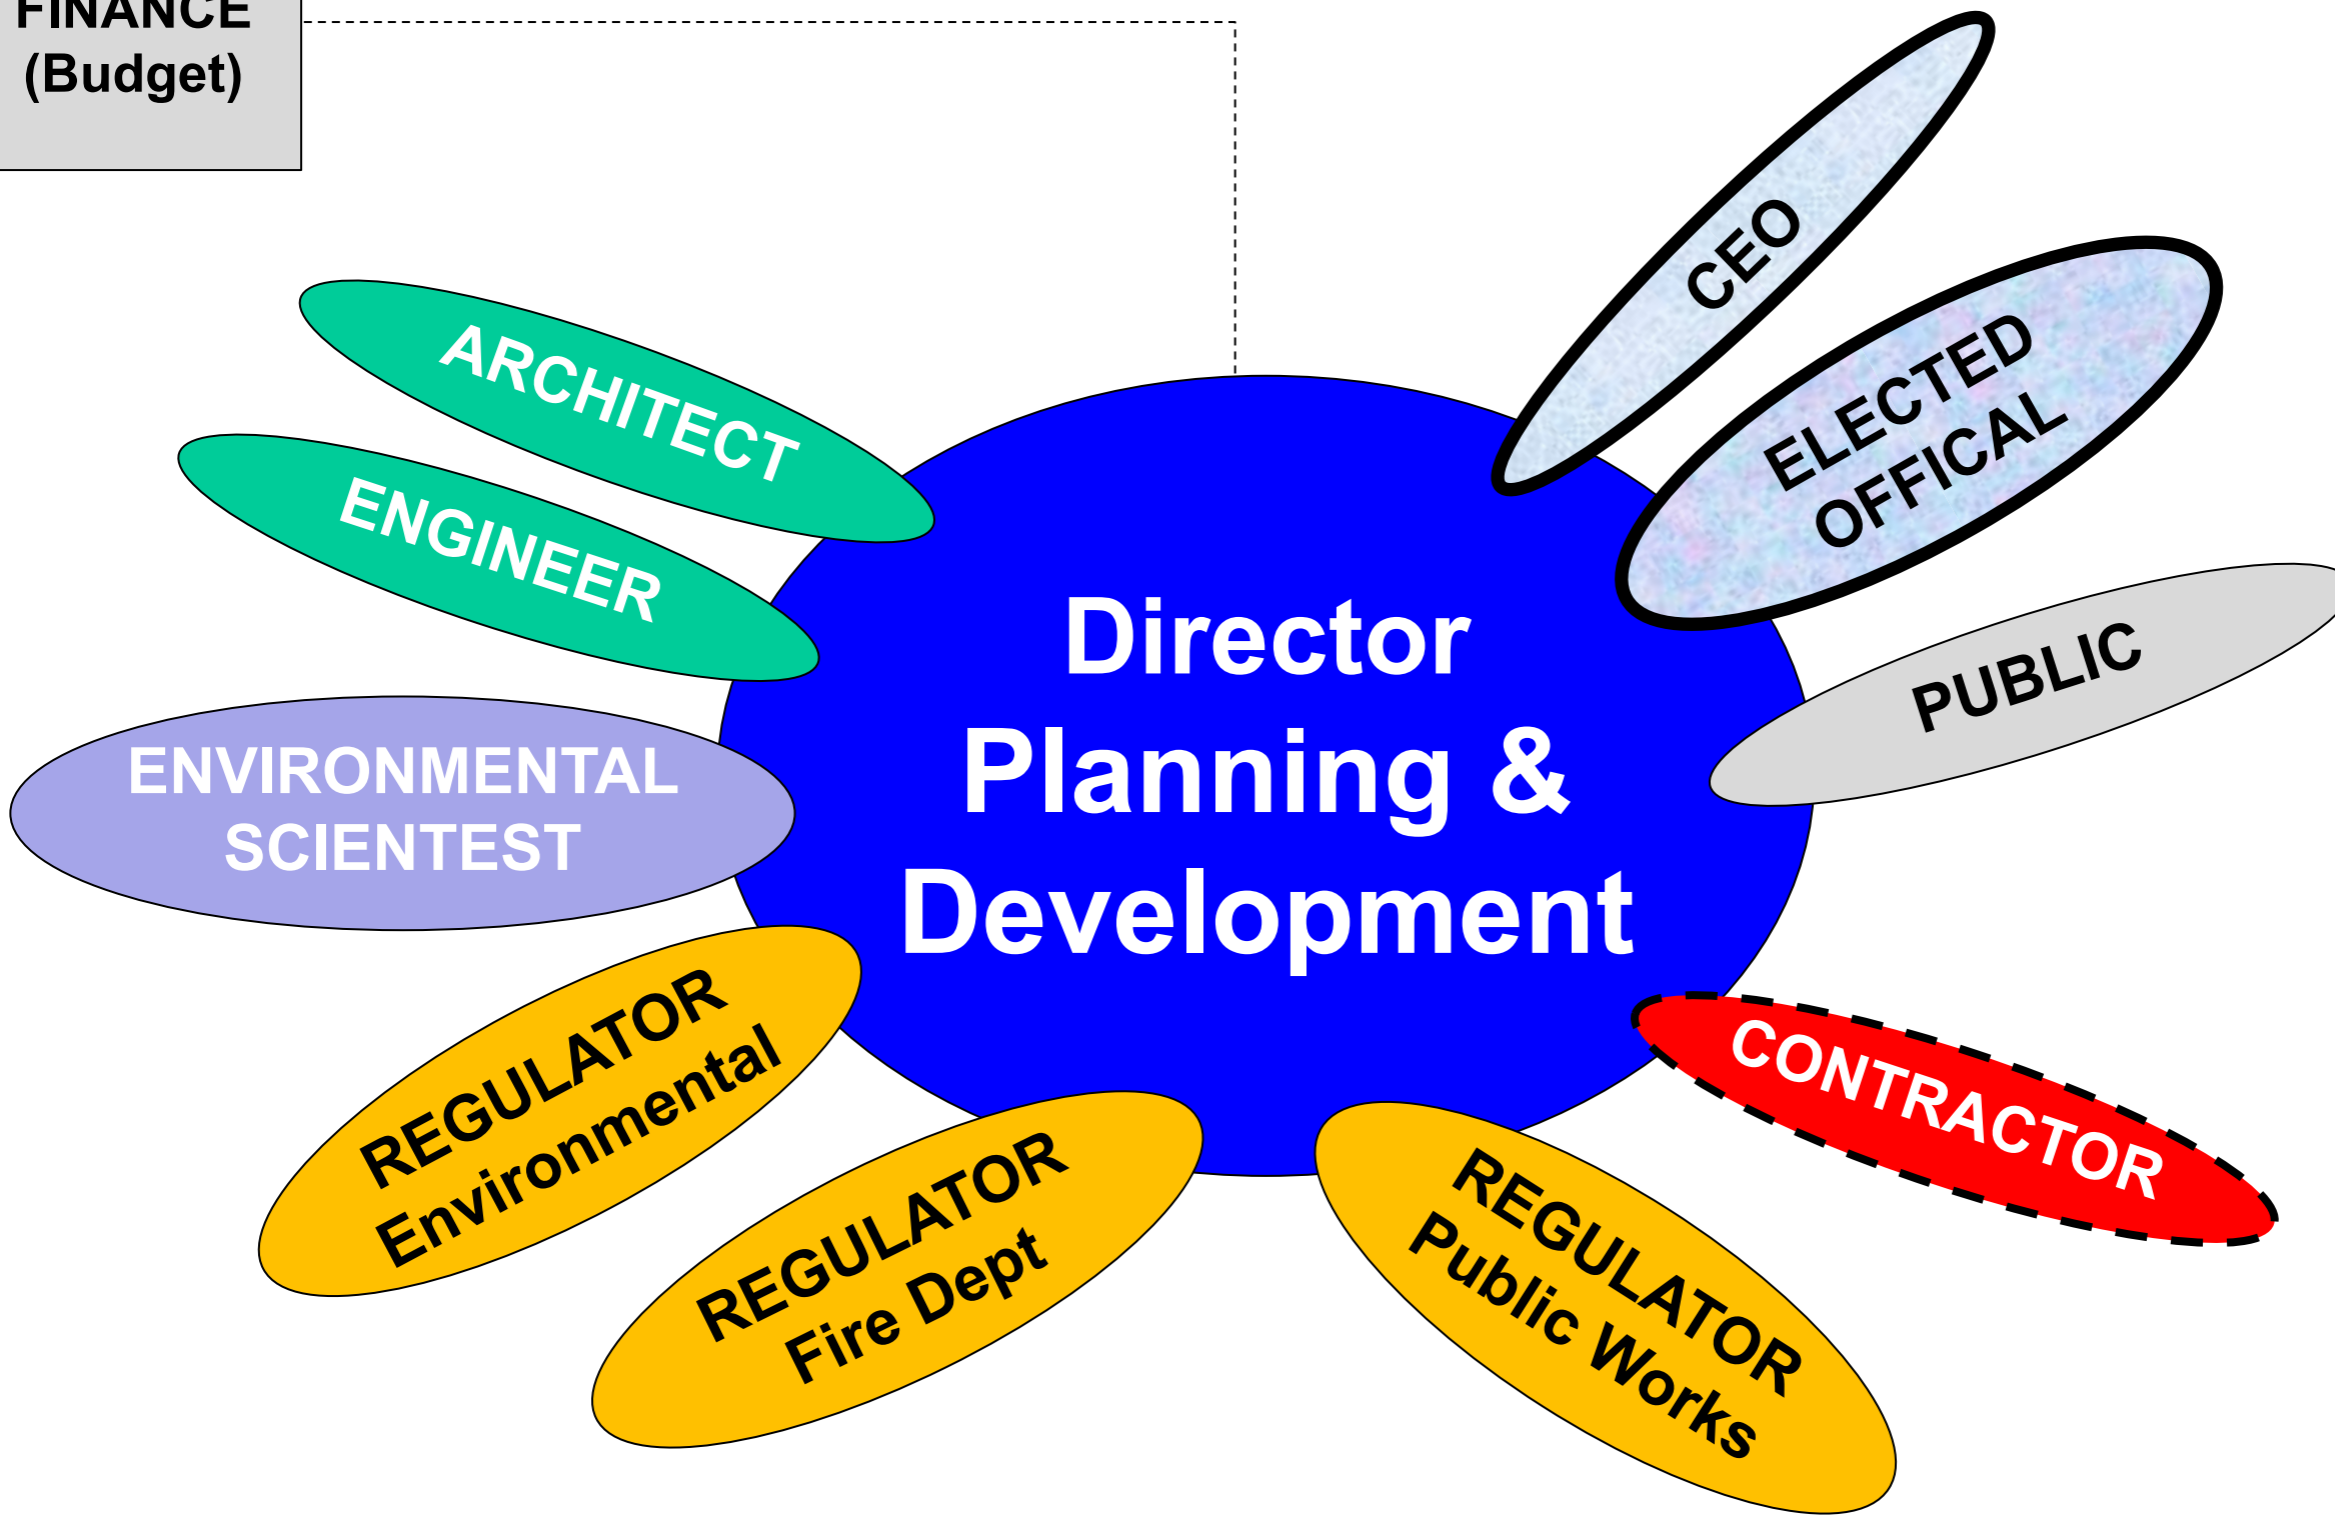 FINANCE
(Budget)
CEO
ELECTED
OFFICAL
ARCHITECT
ENGINEER
PUBLIC
Director
Planning &
Development
ENVIRONMENTAL
SCIENTEST
CONTRACTOR
REGULATOR
Environmental
REGULATOR
Fire Dept
REGULATOR
Public Works